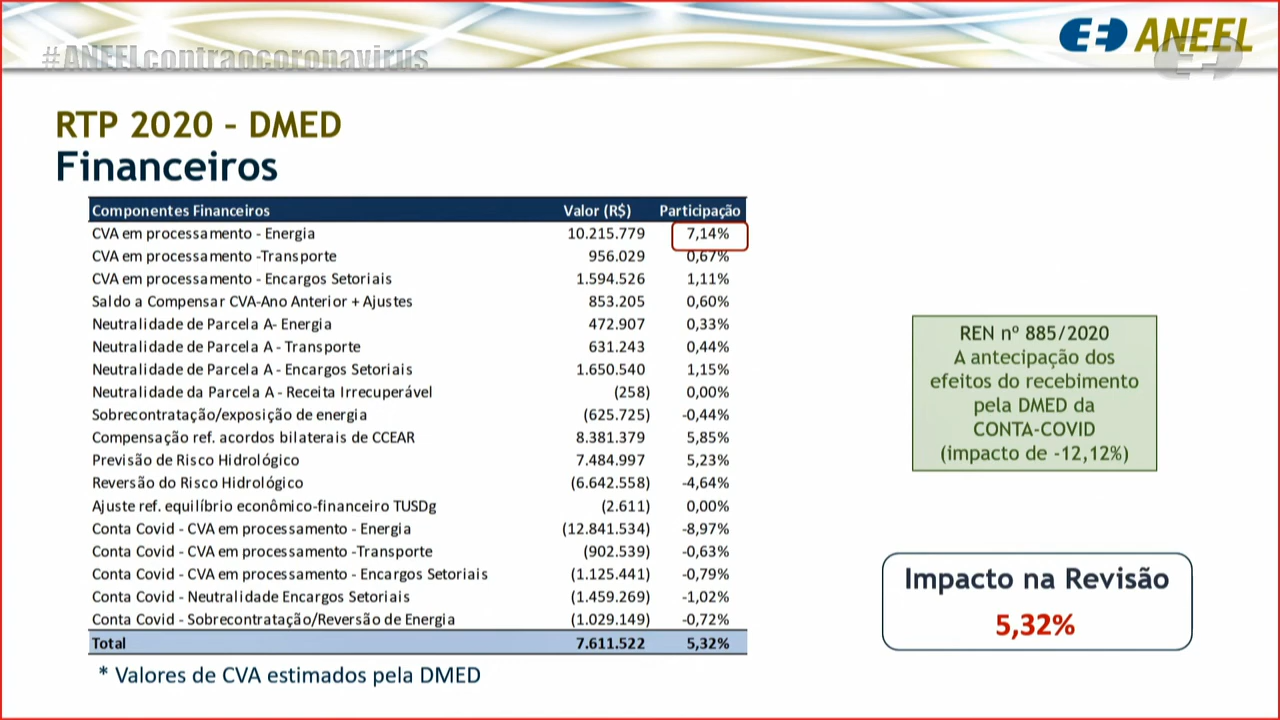 #ANEELcontraocoronavirus
ANEEL
RTP 2020 – DMED
Financeiros
Componentes Financeiros Valor (R$) Participação
CVA em processamento - Energia 10.215.779 7,14%
CVA em processamento -Transporte 956.029 0,67%
CVA em processamento - Encargos Setoriais 1.594.526 1,11%
Saldo a Compensar CVA-Ano Anterior + Ajustes 853.205 0,60%
Neutralidade de Parcela A- Energia 472.907 0,33%
Neutralidade de Parcela A - Transporte 631.243 0,44%
Neutralidade de Parcela A - Encargos Setoriais 1.650.540 1,15%
Neutralidade da Parcela A - Receita Irrecuperável (258) 0,00%
Sobrecontratação/exposição de energia (625.725) -0,44%
Compensação ref. acordos bilaterais de CCEAR 8.381.379 5,85%
Previsão de Risco Hidrológico 7.484.997 5,23%
Reversão do Risco Hidrológico (6.642.558) -4,64%
Ajuste ref. equilíbrio econômico-financeiro TUSDg (2.611) 0,00%
Conta Covid - CVA em processamento - Energia (12.841.534) -8,97%
Conta Covid - CVA em processamento -Transporte (902.539) -0,63%
Conta Covid - CVA em processamento - Encargos Setoriais (1.125.441) -0,79%
Conta Covid - Neutralidade Encargos Setoriais (1.459.269) -1,02%
Conta Covid - Sobrecontratação/Reversão de Energia (1.029.149) -0,72%
Total 7.611.522 5,32%
* Valores de CVA estimados pela DMED
REN nº 885/2020
A antecipação dos
efeitos do recebimento
pela DMED da
CONTA-COVID
(impacto de -12,12%)
Impacto na Revisão
5,32%